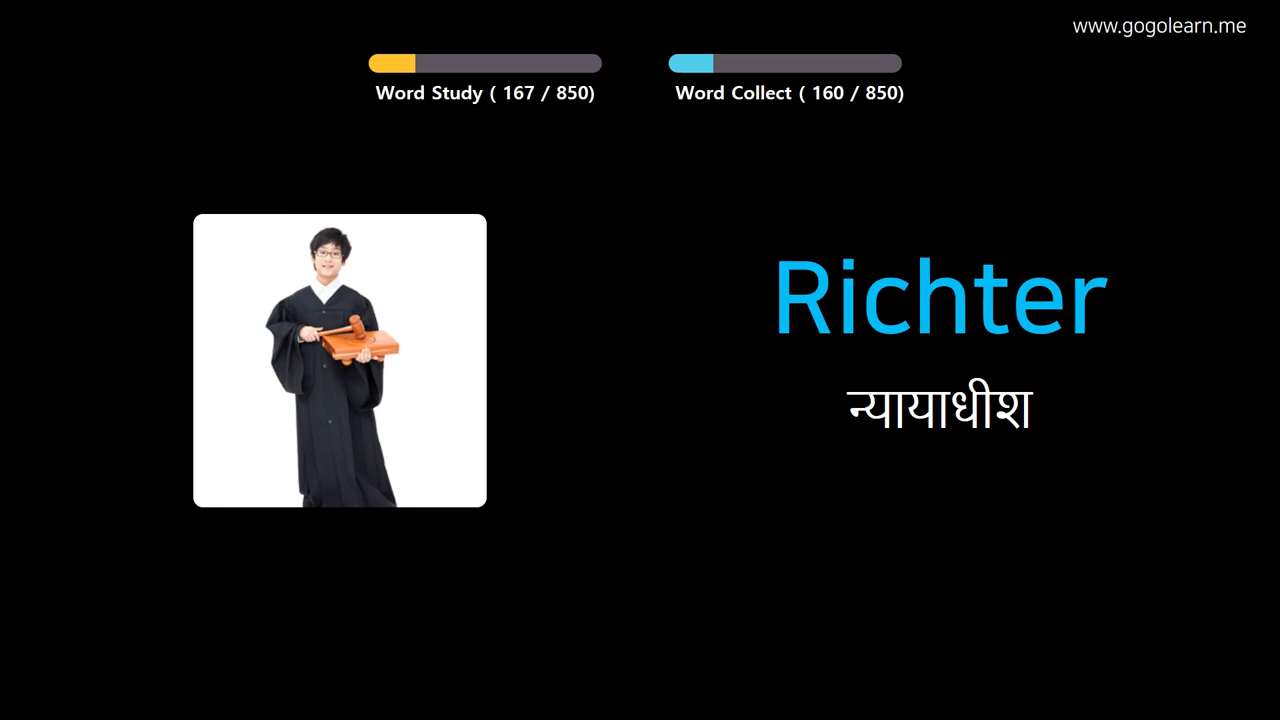 www.gogolearn.me
Word Study ( 167 / 850)
Word Collect ( 160 / 850)
Richter
न्यायाधीश